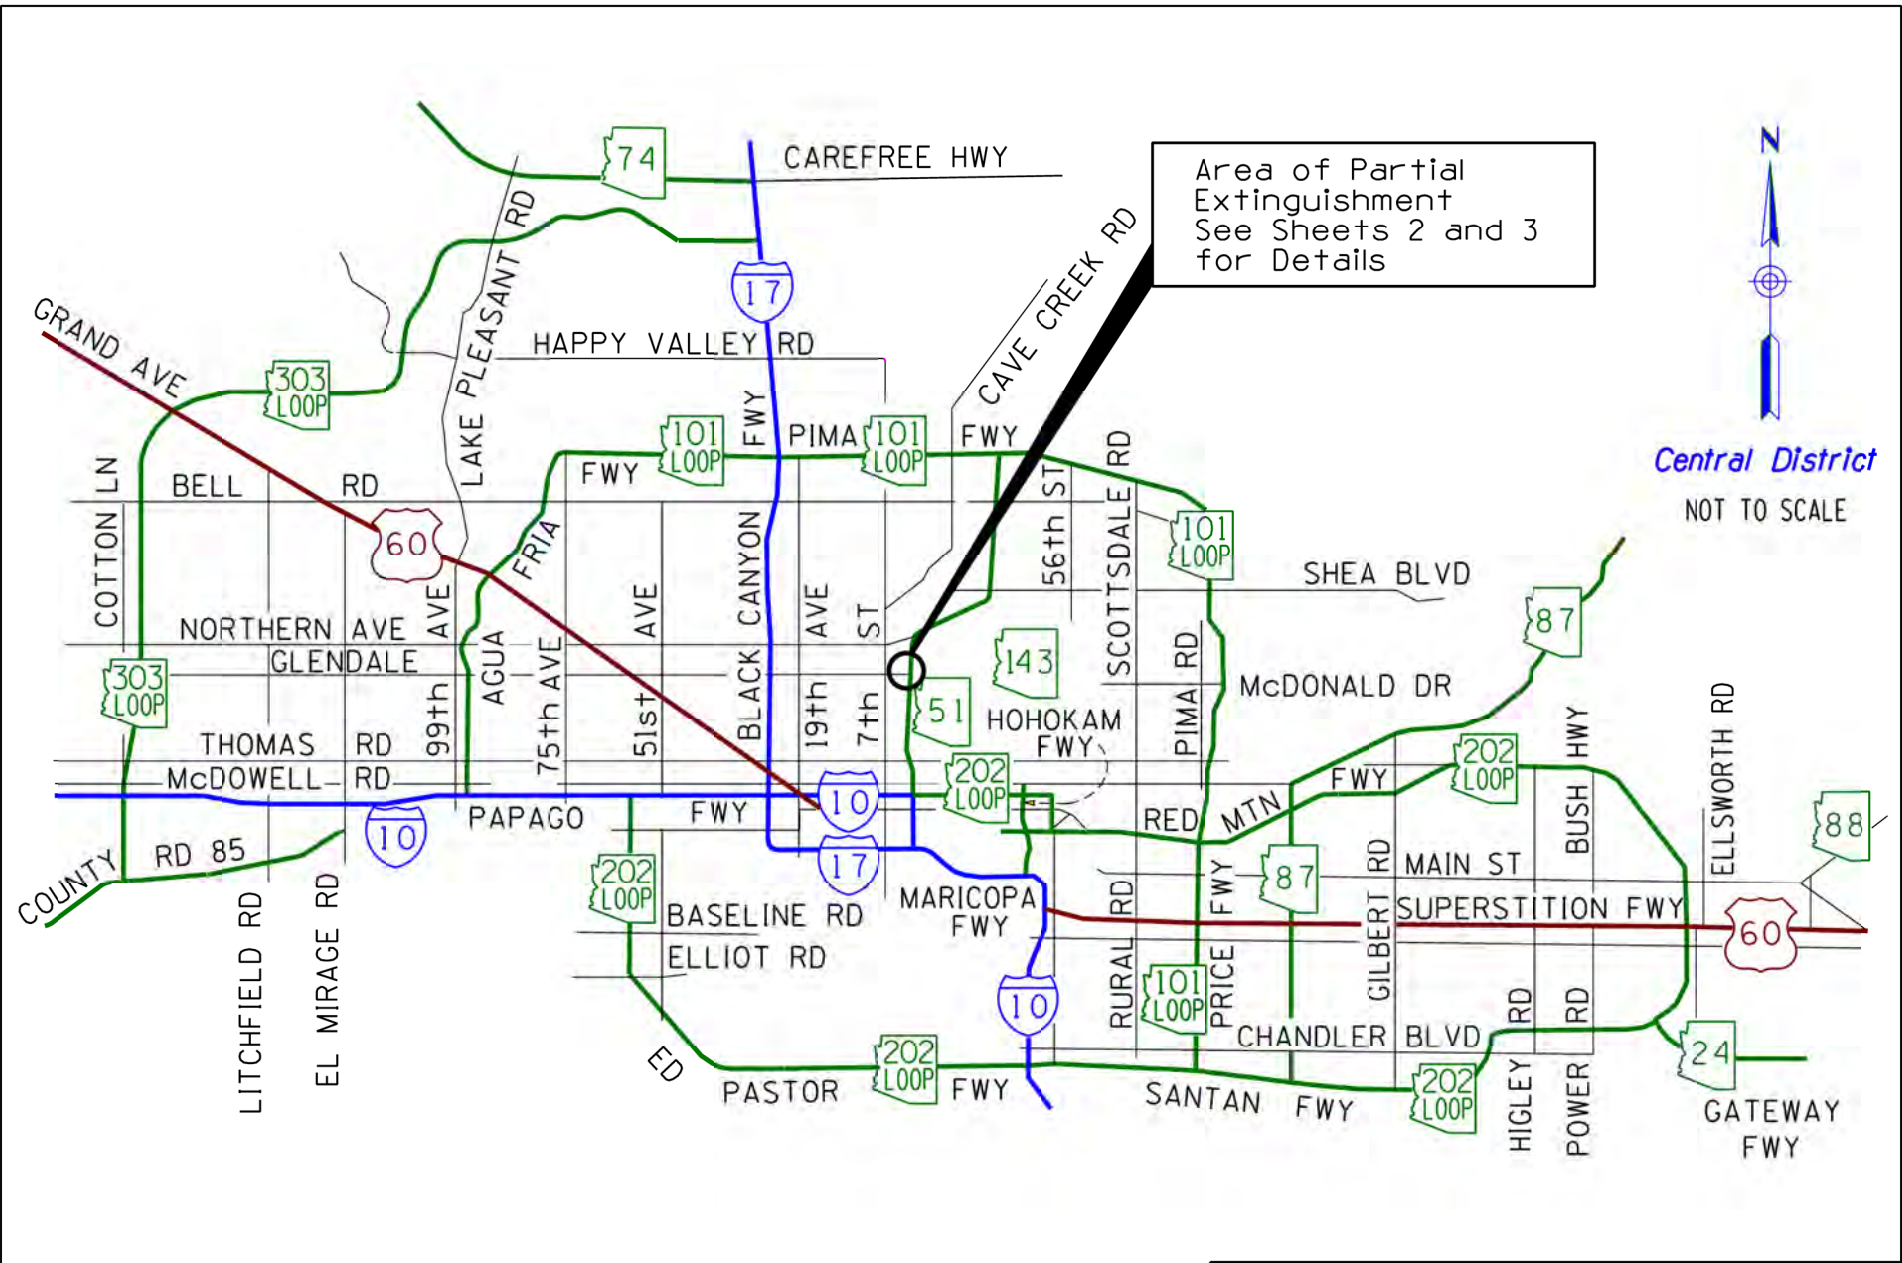 74
CAREFREE HWY
Area of Partial
Extinguishment
See Sheets 2 and 3
for Details
N
Central District
NOT TO SCALE
17
LAKE PLEASANT RD
HAPPY VALLEY RD
CAVE CREEK RD
GRAND AVE
303
LOOP
101
LOOP
FWY
PIMA
101
LOOP
FWY
FWY
COTTON LN
BELL RD
60
AGUA FRIA
BLACK CANYON
56th ST
SCOTTSDALE RD
101
LOOP
SHEA BLVD
87
NORTHERN AVE
GLENDALE
99th AVE
75th AVE
51st AVE
19th AVE
7th ST
143
303
LOOP
51
HOHOKAM
FWY
PIMA RD
McDONALD DR
THOMAS RD
McDOWELL RD
202
LOOP
FWY
202
LOOP
BUSH HWY
ELLSWORTH RD
10
PAPAGO FWY
10
RED MTN
88
COUNTY RD 85
17
202
LOOP
87
MAIN ST
LITCHFIELD RD
EL MIRAGE RD
BASELINE RD
ELLIOT RD
MARICOPA
FWY
RURAL RD
PRICE FWY
GILBERT RD
SUPERSTITION FWY
60
10
101
LOOP
CHANDLER BLVD
HIGLEY RD
POWER RD
24
ED
PASTOR
202
LOOP
FWY
SANTAN FWY
202
LOOP
GATEWAY
FWY